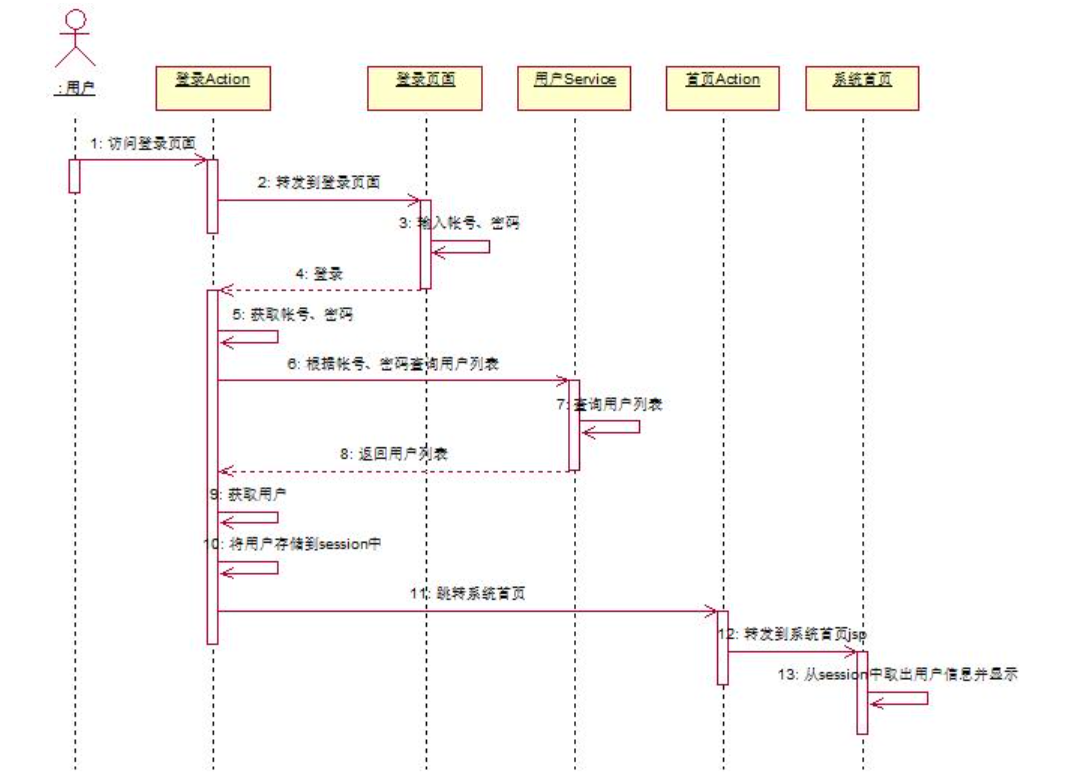 : 用户
登录Action
登录页面
用户Service
首页Action
系统首页
1: 访问登录页面
2: 转发到登录页面
3: 输入帐号、密码
4: 登录
5: 获取帐号、密码
6: 根据帐号、密码查询用户列表
7: 查询用户列表
8: 返回用户列表
9: 获取用户
10: 将用户存储到session中
11: 跳转系统首页
12: 转发到系统首页jsp
13: 从session中取出用户信息并显示